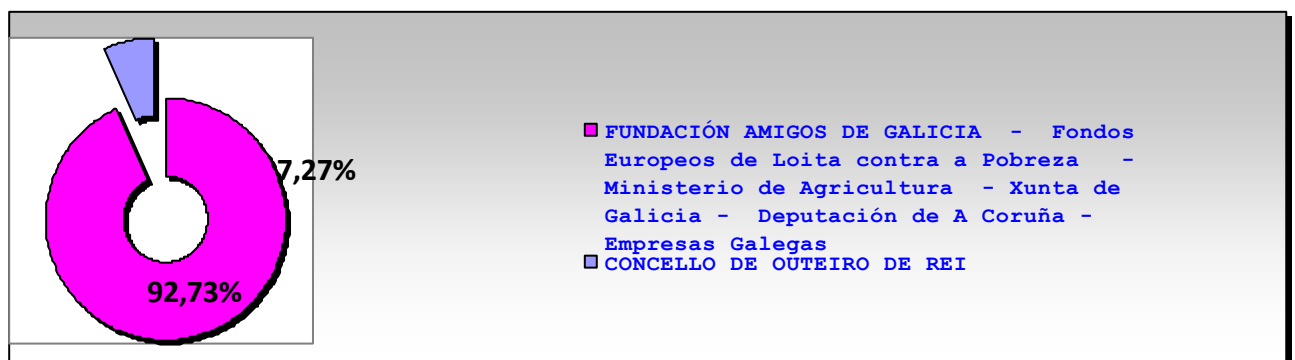 7,27%
92,73%
FUNDACIÓN AMIGOS DE GALICIA - Fondos
Europeos de Loita contra a Pobreza -
Ministerio de Agricultura - Xunta de
Galicia - Deputación de A Coruña -
Empresas Galegas
CONCELLO DE OUTEIRO DE REI